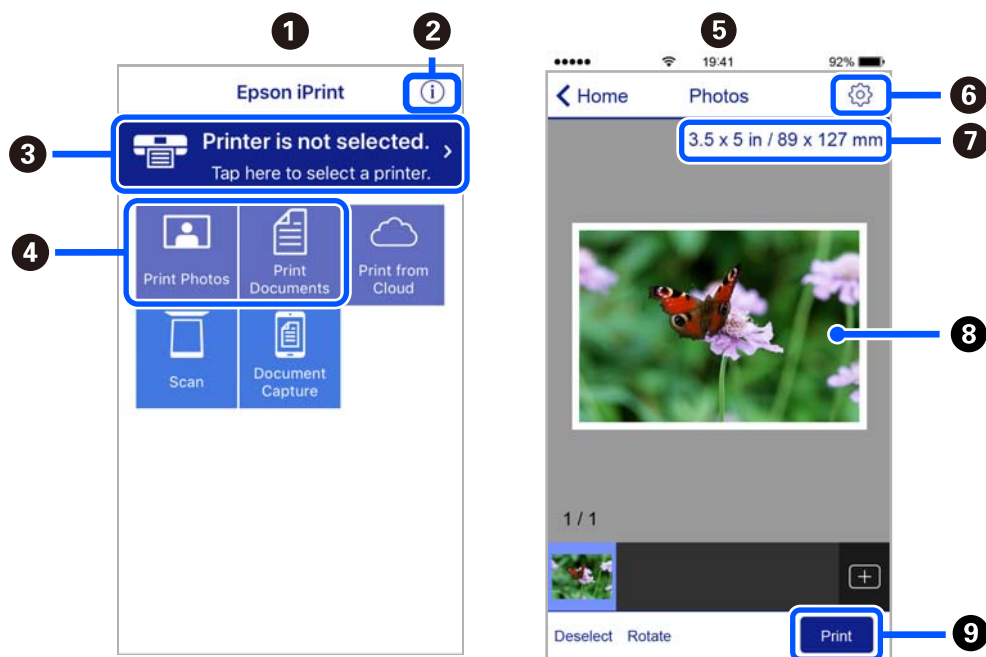 1
2
Epson iPrint
3
Printer is not selected.
Tap here to select a printer.
4
Print Photos
Print
Documents
Print from
Cloud
Scan
Document
Capture
5
19:41
92%
Home
Photos
6
3.5 x 5 in / 89 x 127 mm
7
8
1 / 1
Deselect
Rotate
Print
9